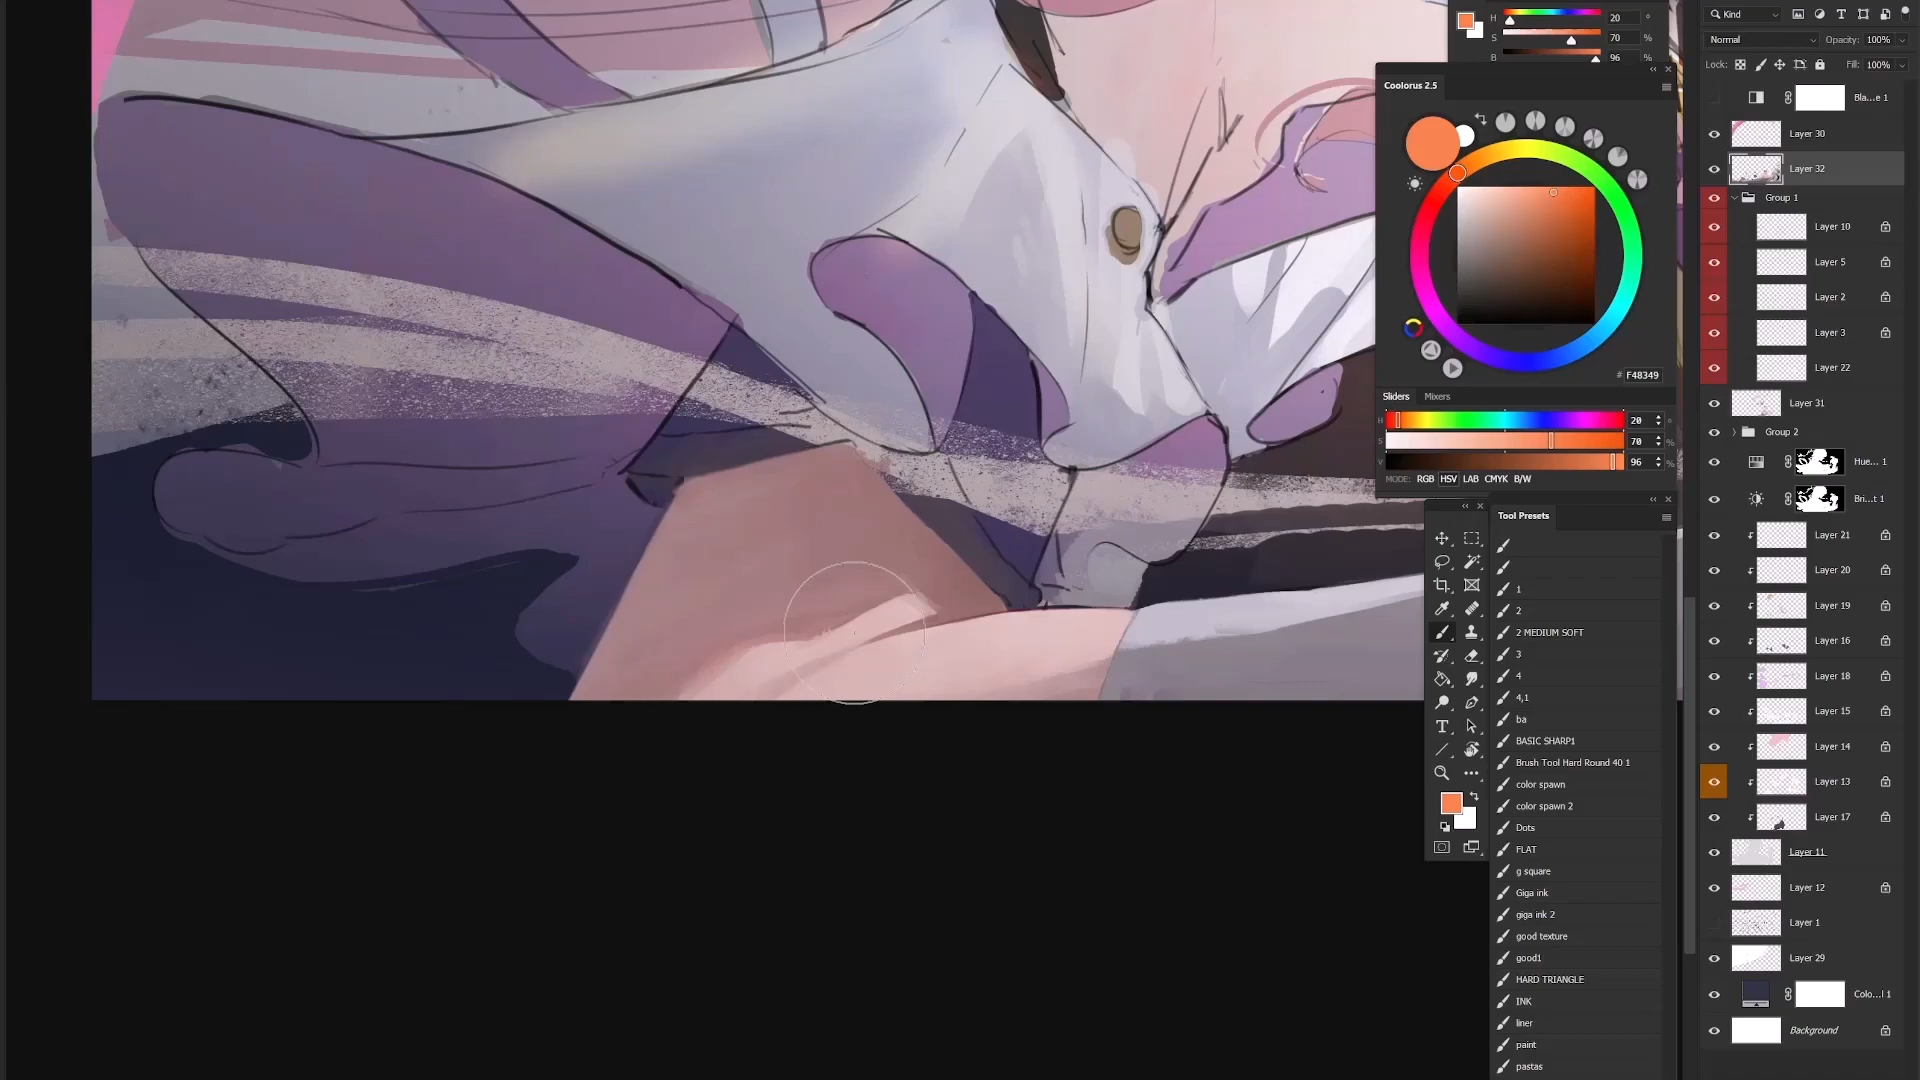 H 20 °
S 70 %
B 96 %
Coolorus 2.5
# F48349
Sliders Mixers
H 20 °
S 70 %
V 96 %
MODE: RGB HSV LAB CMYK B/W
Tool Presets
1
2
2 MEDIUM SOFT
3
4
4,1
ba
BASIC SHARP1
Brush Tool Hard Round 40 1
color spawn
color spawn 2
Dots
FLAT
g square
Giga ink
giga ink 2
good texture
good1
HARD TRIANGLE
INK
liner
paint
pastas
Kind
Normal Opacity: 100%
Lock: Fill: 100%
Bla...e 1
Layer 30
Layer 32
Group 1
Layer 10
Layer 5
Layer 2
Layer 3
Layer 22
Layer 31
Group 2
Hue... 1
Bri...t 1
Layer 21
Layer 20
Layer 19
Layer 16
Layer 18
Layer 15
Layer 14
Layer 13
Layer 17
Layer 11
Layer 12
Layer 1
Layer 29
Colo...l 1
Background